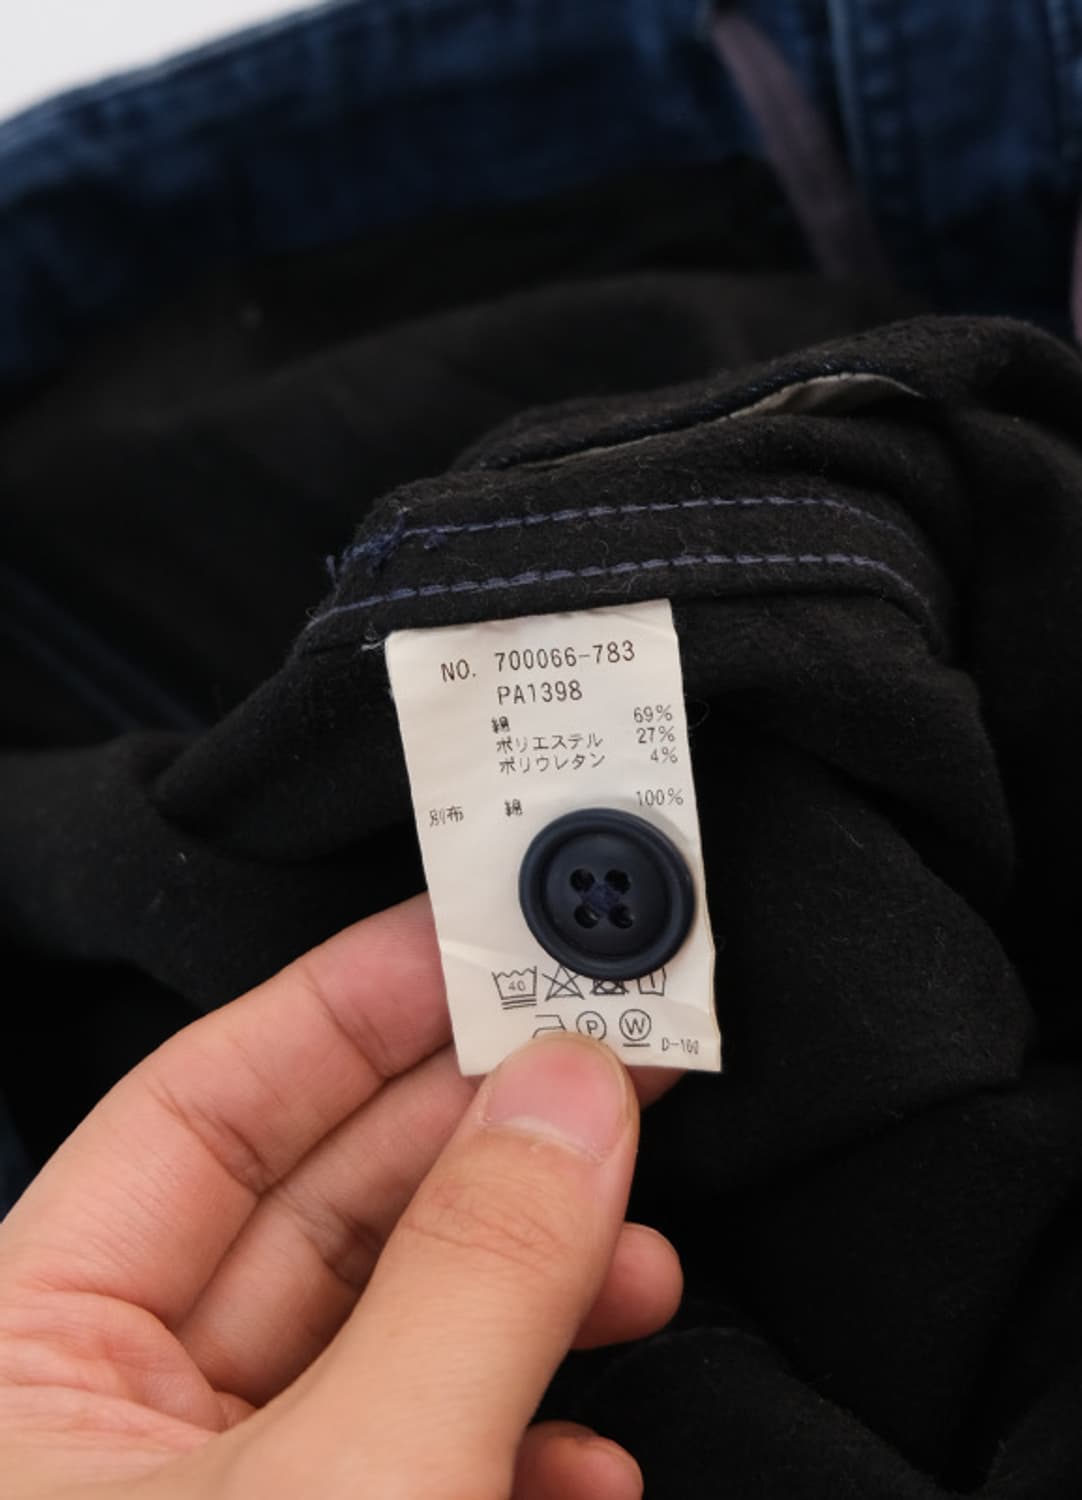 NO. 700066-783
PA1398
綿 69%
ポリエステル 27%
ポリウレタン 4%
別布 綿 100%
40
P W D-160